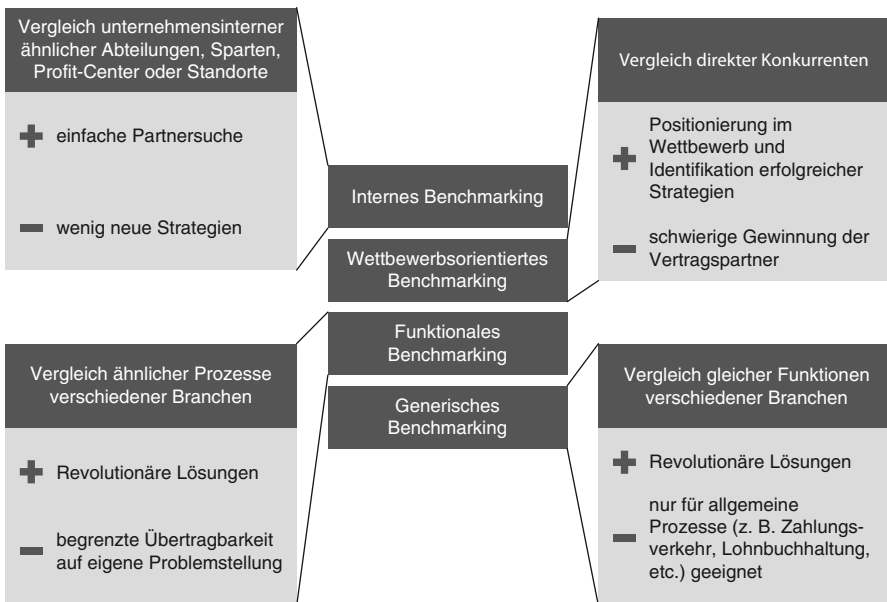 Vergleich unternehmensinterner
ähnlicher Abteilungen, Sparten,
Profit-Center oder Standorte
einfache Partnersuche
wenig neue Strategien
Vergleich direkter Konkurrenten
Positionierung im
Wettbewerb und
Identifikation erfolgreicher
Strategien
schwierige Gewinnung der
Vertragspartner
Internes Benchmarking
Wettbewerbsorientiertes
Benchmarking
Funktionales
Benchmarking
Generisches
Benchmarking
Vergleich ähnlicher Prozesse
verschiedener Branchen
Revolutionäre Lösungen
begrenzte Übertragbarkeit
auf eigene Problemstellung
Vergleich gleicher Funktionen
verschiedener Branchen
Revolutionäre Lösungen
nur für allgemeine
Prozesse (z. B. Zahlungs-
verkehr, Lohnbuchhaltung,
etc.) geeignet